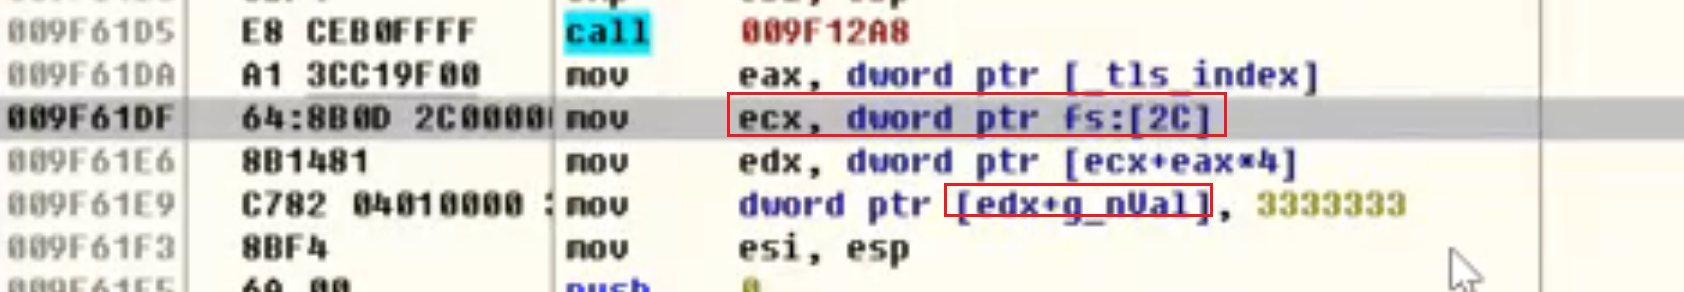 009F61D5 E8 CEB0FFFF call 009F12A8
009F61DA A1 3CC19F00 mov eax, dword ptr [_tls_index]
009F61DF 64:8B0D 2C0000 mov ecx, dword ptr fs:[2C]
009F61E6 8B1481 mov edx, dword ptr [ecx+eax*4]
009F61E9 C782 04010000 mov dword ptr [edx+g_nVal], 3333333
009F61F3 8BF4 mov esi, esp
009F61F5 6A 00 push 0